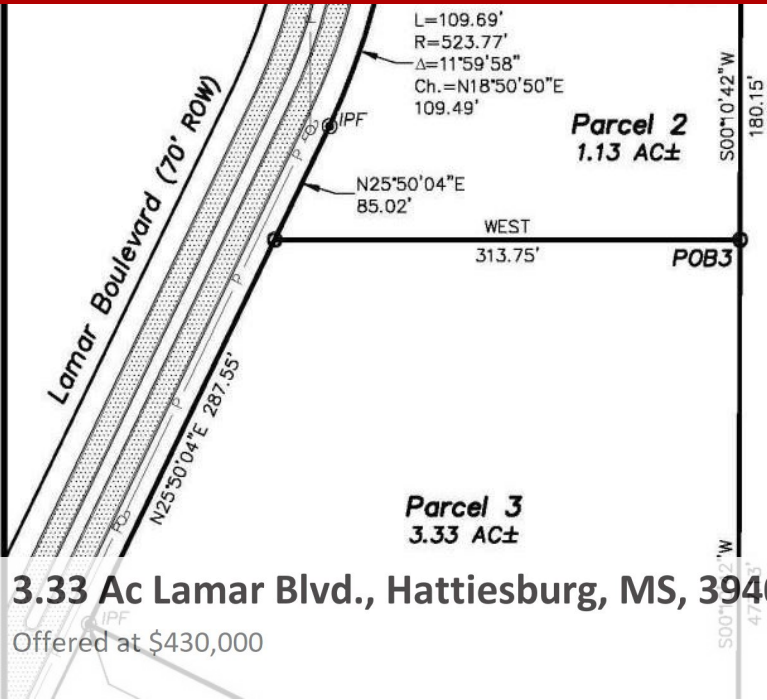 L=109.69'
R=523.77'
Δ=11°59'58"
Ch.=N18°50'50"E
109.49'
IPF
Parcel 2
1.13 AC±
S00°10'42"W
180.15'
N25°50'04"E
85.02'
WEST
313.75'
POB3
Lamar Boulevard (70' ROW)
P
P
P
N25°50'04"E 287.55'
Parcel 3
3.33 AC±
3.33 Ac Lamar Blvd., Hattiesburg, MS, 3940
IPF
Offered at $430,000